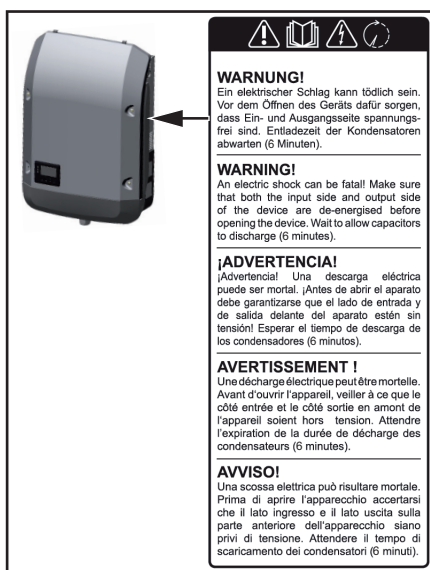 WARNUNG!
Ein elektrischer Schlag kann tödlich sein.
Vor dem Öffnen des Geräts dafür sorgen,
dass Ein- und Ausgangsseite spannungs-
frei sind. Entladezeit der Kondensatoren
abwarten (6 Minuten).
WARNING!
An electric shock can be fatal! Make sure
that both the input side and output side
of the device are de-energised before
opening the device. Wait to allow capacitors
to discharge (6 minutes).
¡ADVERTENCIA!
¡Advertencia! Una descarga eléctrica
puede ser mortal. ¡Antes de abrir el aparato
debe garantizarse que el lado de entrada y
de salida delante del aparato estén sin
tensión! Esperar el tiempo de descarga de
los condensadores (6 minutos).
AVERTISSEMENT !
Une décharge électrique peut être mortelle.
Avant d'ouvrir l'appareil, veiller à ce que le
côté entrée et le côté sortie en amont de
l'appareil soient hors tension. Attendre
l'expiration de la durée de décharge des
condensateurs (6 minutes).
AVVISO!
Una scossa elettrica può risultare mortale.
Prima di aprire l'apparecchio accertarsi
che il lato ingresso e il lato uscita sulla
parte anteriore dell'apparecchio siano
privi di tensione. Attendere il tempo di
scaricamento dei condensatori (6 minuti).